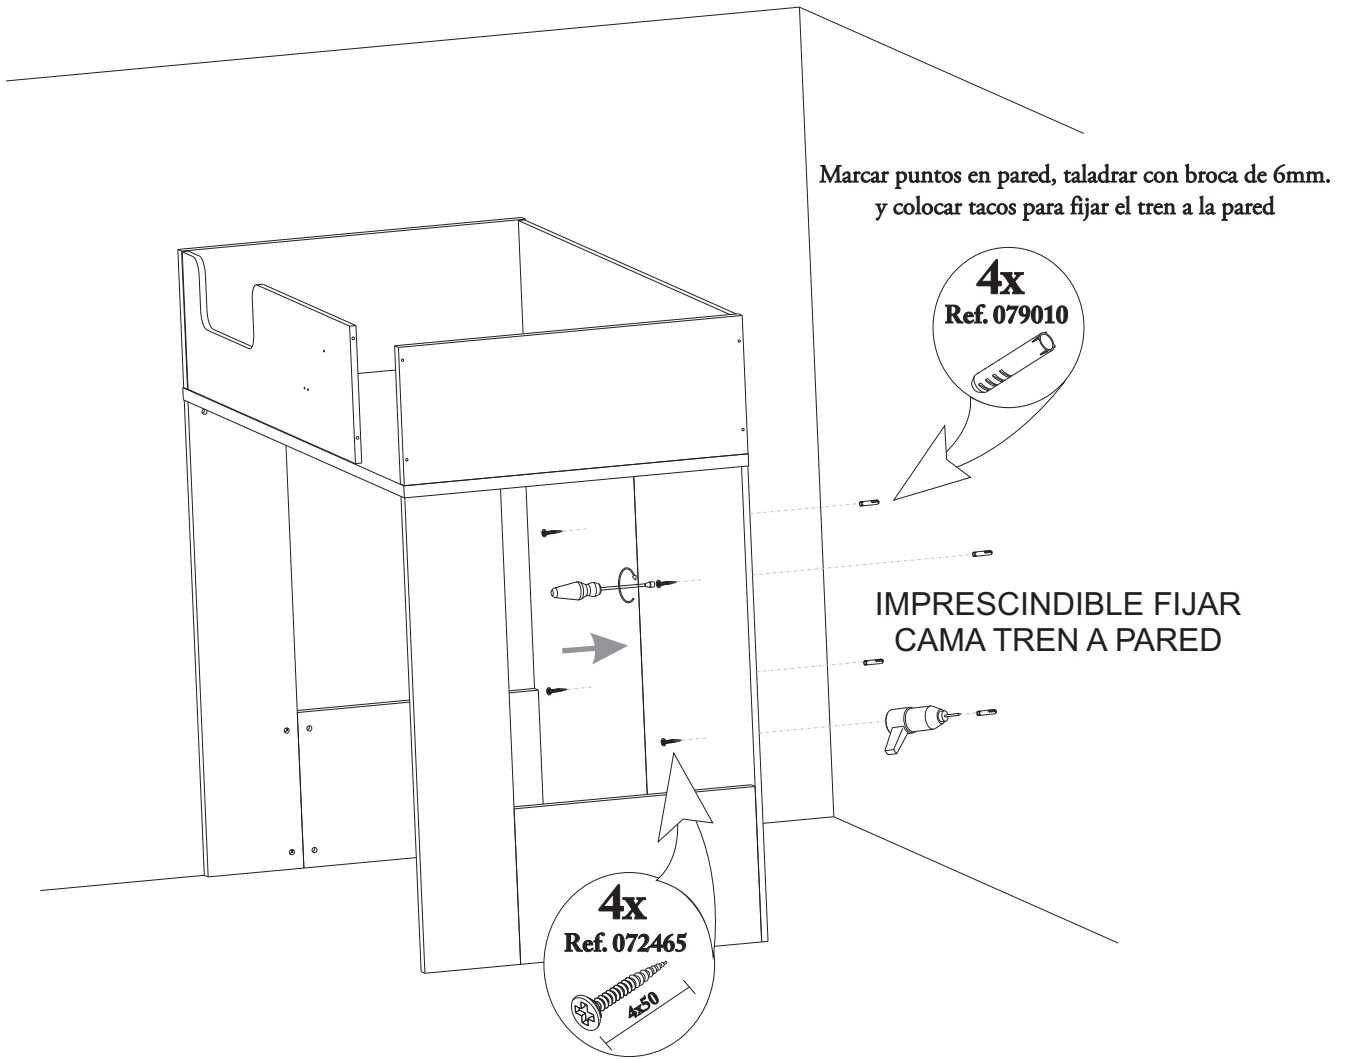 Marcar puntos en pared, taladrar con broca de 6mm.
y colocar tacos para fijar el tren a la pared
4x
Ref. 079010
IMPRESCINDIBLE FIJAR
CAMA TREN A PARED
4x
Ref. 072465
4x50